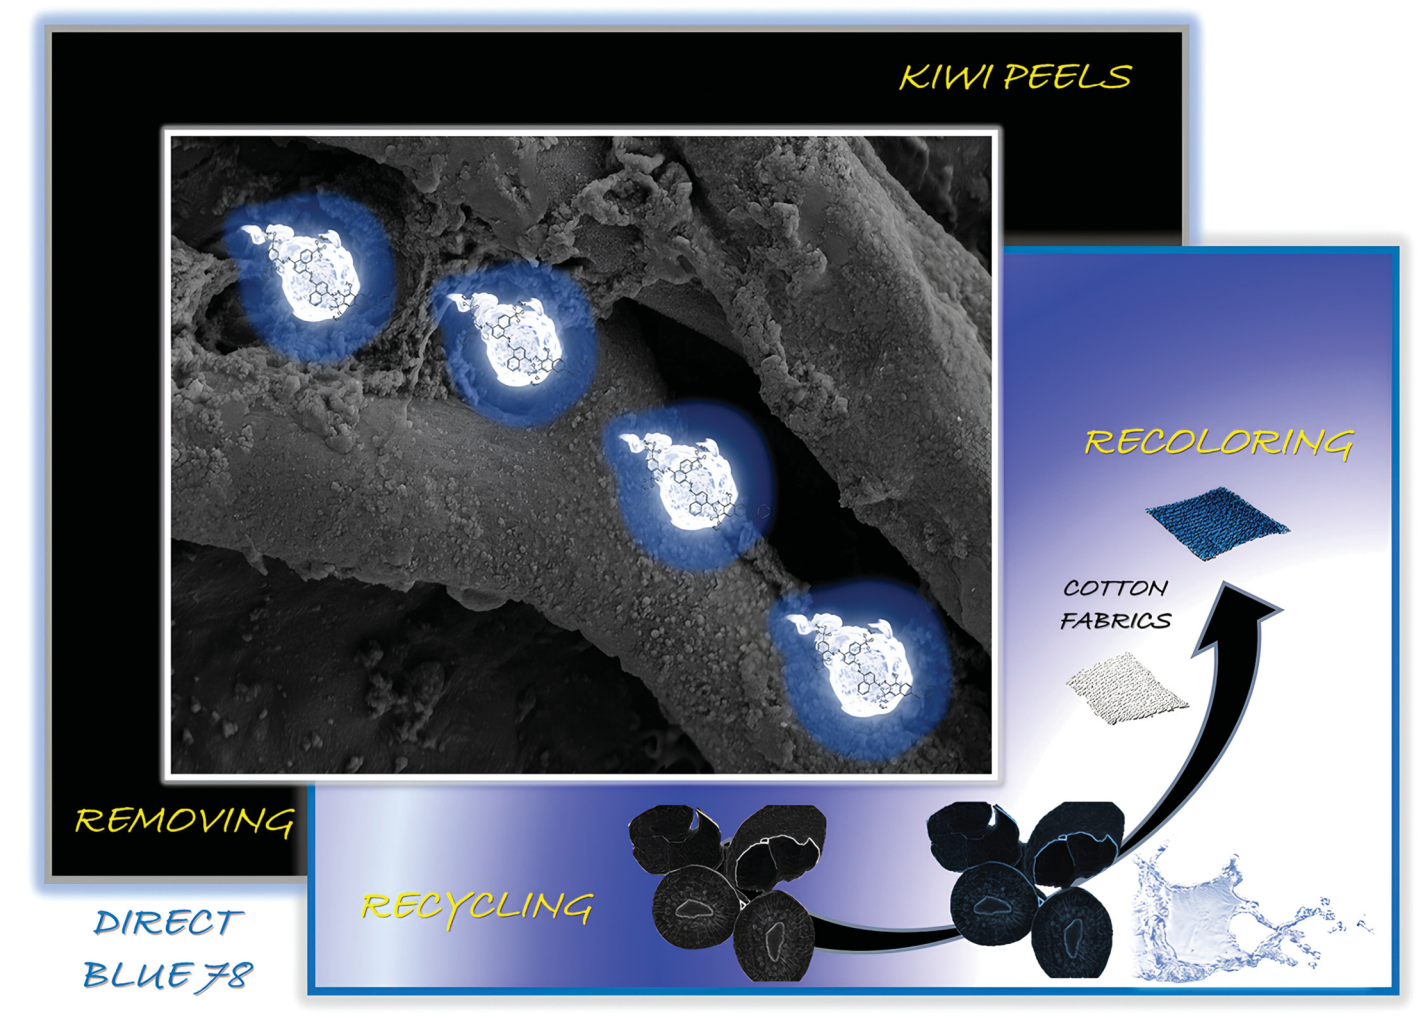 KIWI PEELS
RECOLORING
COTTON
FABRICS
REMOVING
RECYCLING
DIRECT
BLUE 78